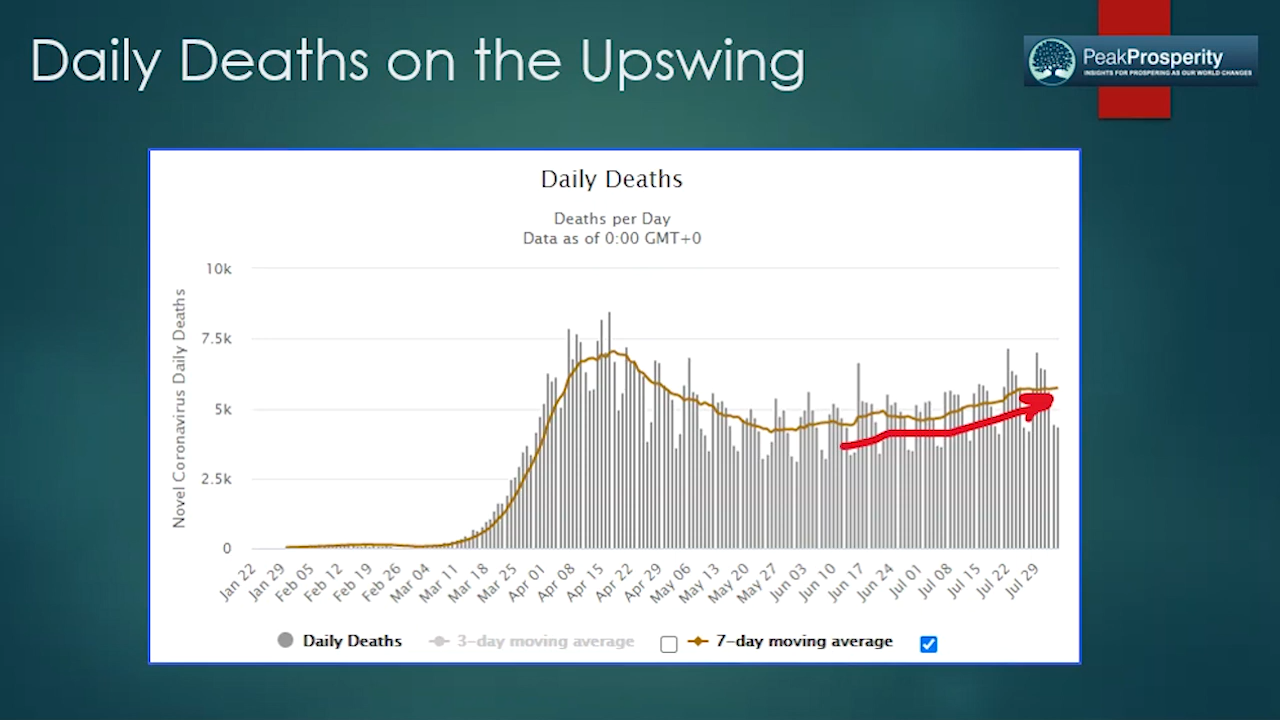 Daily Deaths on the Upswing
PeakProsperity
INSIGHTS FOR PROSPERING AS OUR WORLD CHANGES
Daily Deaths
Deaths per Day
Data as of 0:00 GMT+0
Novel Coronavirus Daily Deaths
10k
7.5k
5k
2.5k
0
Jan 22
Jan 29
Feb 05
Feb 12
Feb 19
Feb 26
Mar 04
Mar 11
Mar 18
Mar 25
Apr 01
Apr 08
Apr 15
Apr 22
Apr 29
May 06
May 13
May 20
May 27
Jun 03
Jun 10
Jun 17
Jun 24
Jul 01
Jul 08
Jul 15
Jul 22
Jul 29
Daily Deaths 3-day moving average 7-day moving average